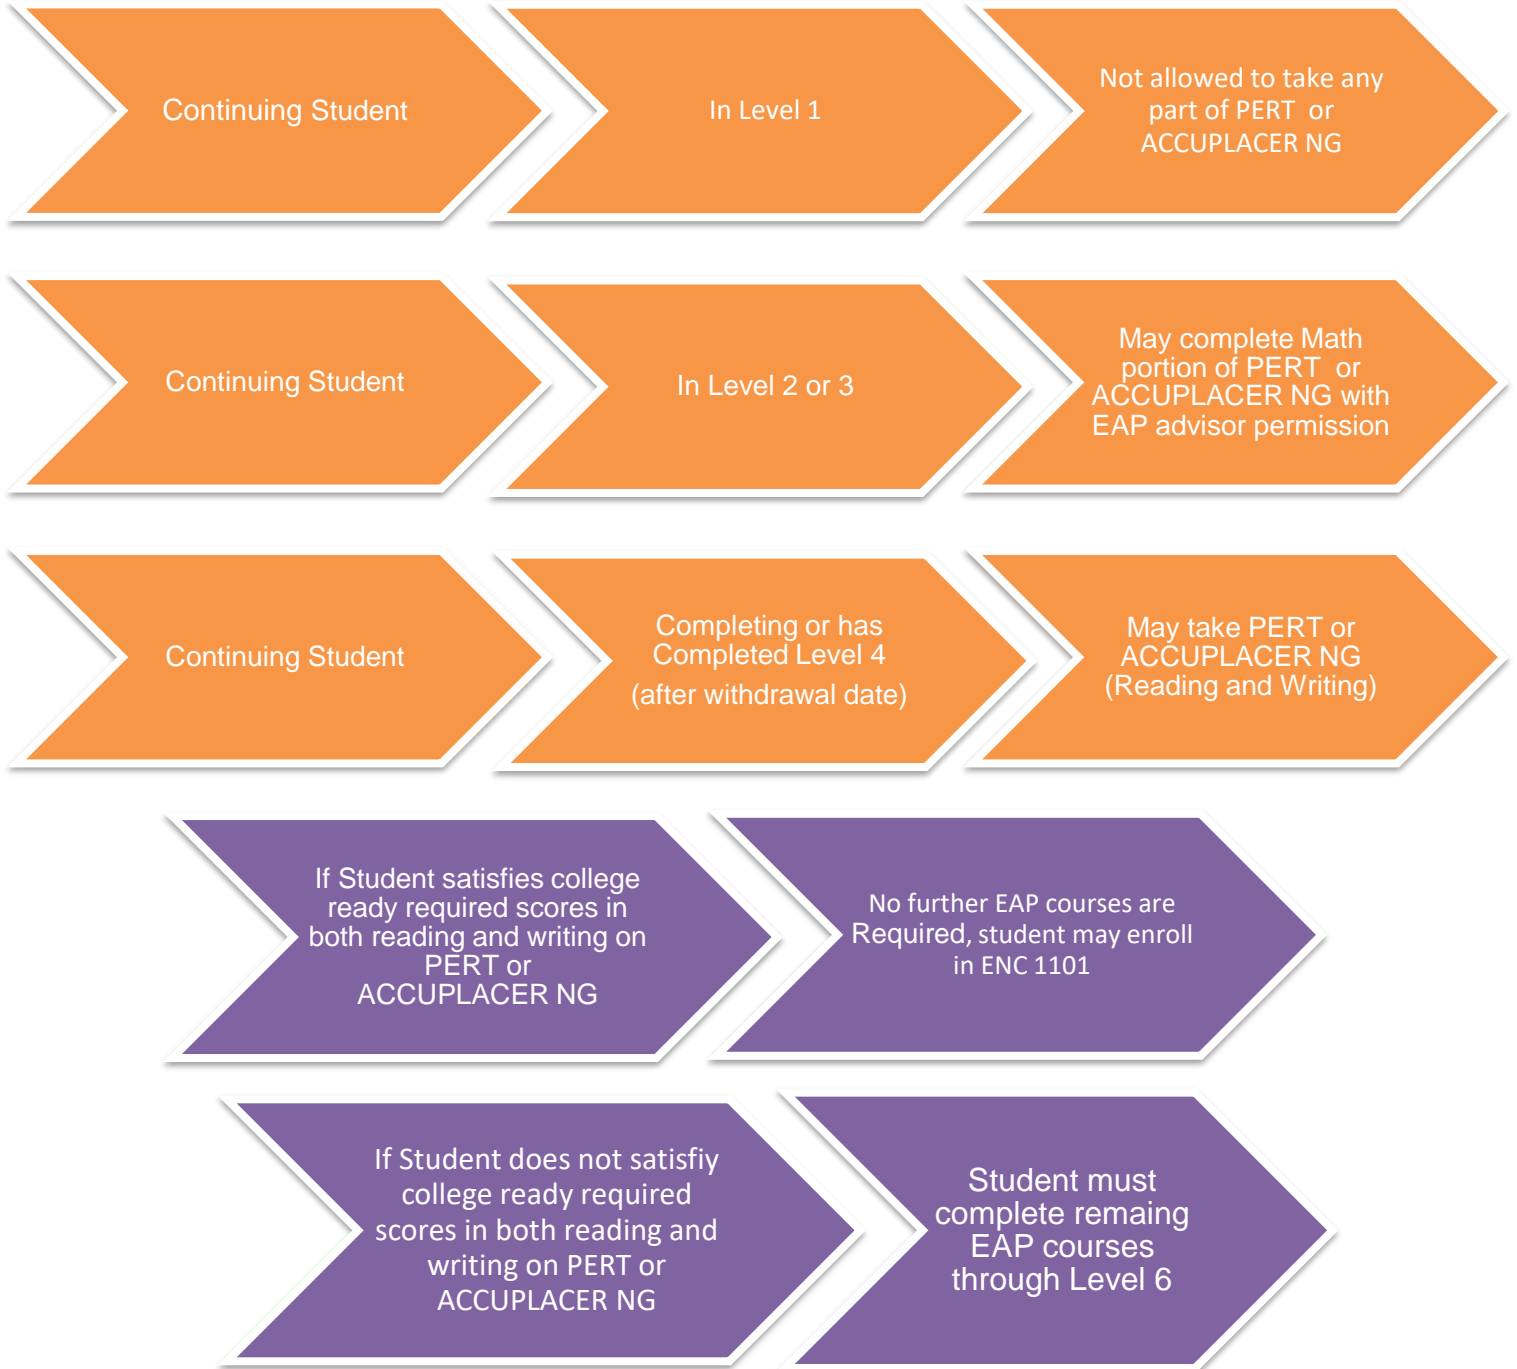 Continuing Student
In Level 1
Not allowed to take any
part of PERT or
ACCUPLACER NG
Continuing Student
In Level 2 or 3
May complete Math
portion of PERT or
ACCUPLACER NG with
EAP advisor permission
Continuing Student
Completing or has
Completed Level 4
(after withdrawal date)
May take PERT or
ACCUPLACER NG
(Reading and Writing)
If Student satisfies college
ready required scores in
both reading and writing on
PERT or
ACCUPLACER NG
No further EAP courses are
Required, student may enroll
in ENC 1101
If Student does not satisfiy
college ready required
scores in both reading and
writing on PERT or
ACCUPLACER NG
Student must
complete remaing
EAP courses
through Level 6